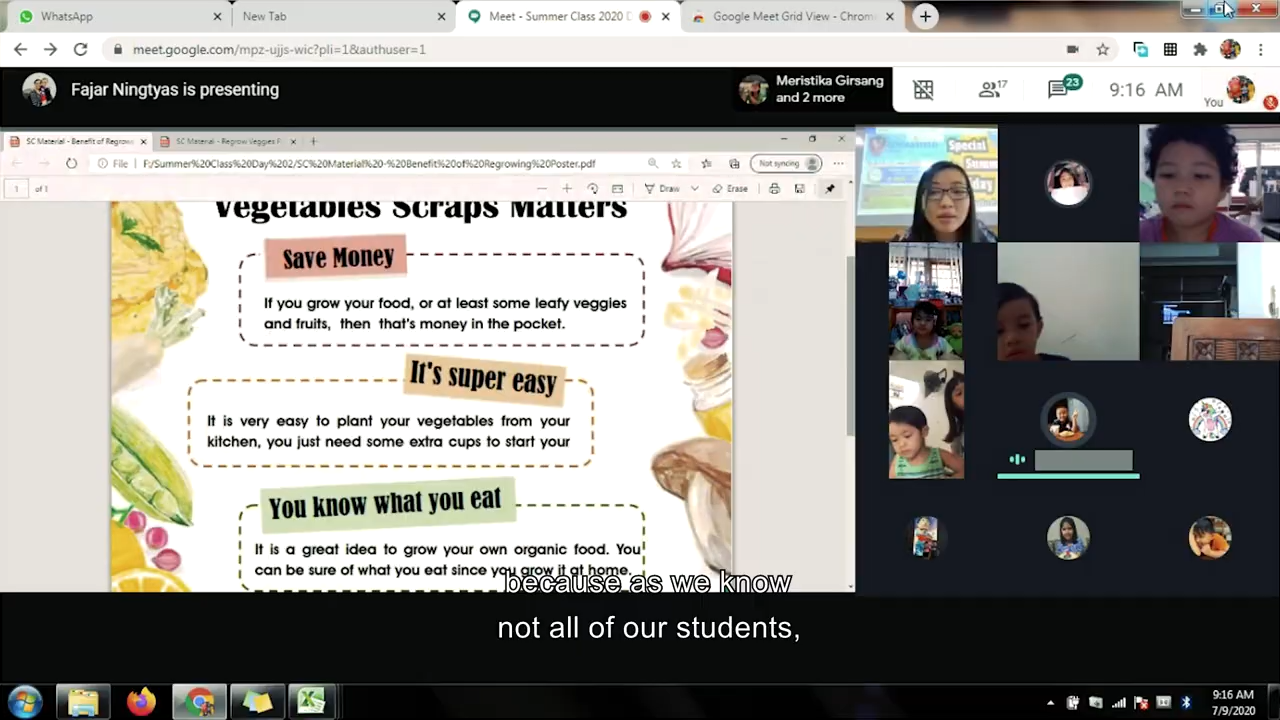 WhatsApp
New Tab
Meet - Summer Class 2020 D
Google Meet Grid View - Chrom
meet.google.com/mpz-ujjs-wic?pli=1&authuser=1
Fajar Ningtyas is presenting
Meristika Girsang
and 2 more
17
23
9:16 AM
You
SC Material - Benefit of Regrowing
SC Material - Regrow Veggies F
File
F:/Summer%20Class%20Day%202/SC%20Material%20-%20Benefit%20of%20Regrowing%20Poster.pdf
Not syncing
1 of 1
Draw
Erase
Vegetables Scraps Matters
Save Money
If you grow your food, or at least some leafy veggies
and fruits, then that's money in the pocket.
It's super easy
It is very easy to plant your vegetables from your
kitchen, you just need some extra cups to start your
You know what you eat
It is a great idea to grow your own organic food. You
can be sure of what you eat since you grow it at home.
Special
because as we know
not all of our students,
9:16 AM
7/9/2020